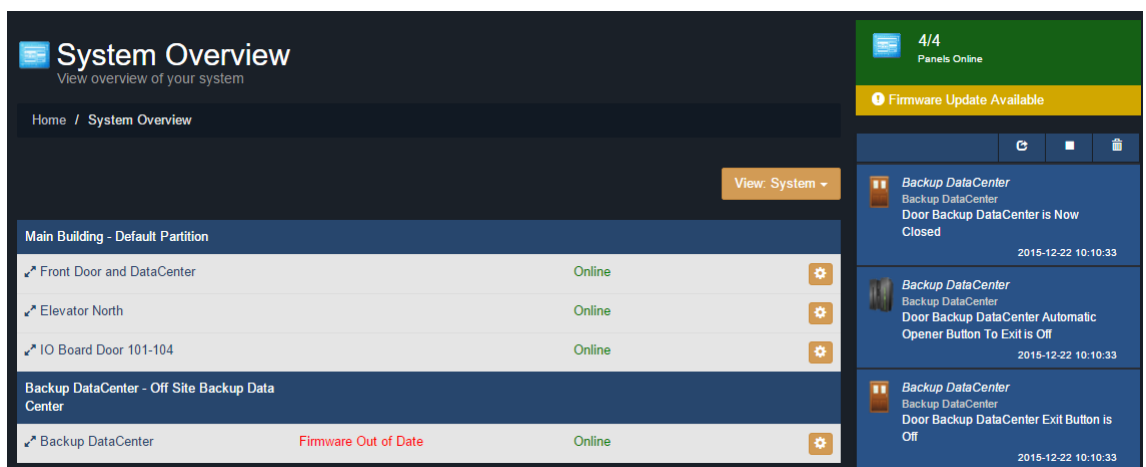 System Overview
View overview of your system
Home / System Overview
View: System
Main Building - Default Partition
Front Door and DataCenter Online
Elevator North Online
IO Board Door 101-104 Online
Backup DataCenter - Off Site Backup Data
Center
Backup DataCenter Firmware Out of Date Online
4/4
Panels Online
Firmware Update Available
Backup DataCenter
Backup DataCenter
Door Backup DataCenter is Now
Closed
2015-12-22 10:10:33
Backup DataCenter
Backup DataCenter
Door Backup DataCenter Automatic
Opener Button To Exit is Off
2015-12-22 10:10:33
Backup DataCenter
Backup DataCenter
Door Backup DataCenter Exit Button is
Off
2015-12-22 10:10:33